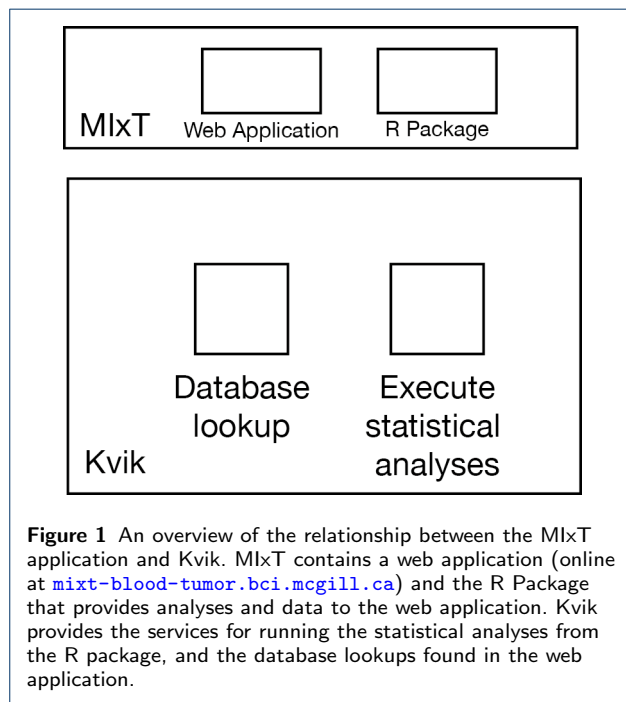 MIxT
Web Application
R Package
Database
lookup
Execute
statistical
analyses
Kvik
Figure 1 An overview of the relationship between the MIxT
application and Kvik. MIxT contains a web application (online
at mixt-blood-tumor.bci.mcgill.ca) and the R Package
that provides analyses and data to the web application. Kvik
provides the services for running the statistical analyses from
the R package, and the database lookups found in the web
application.